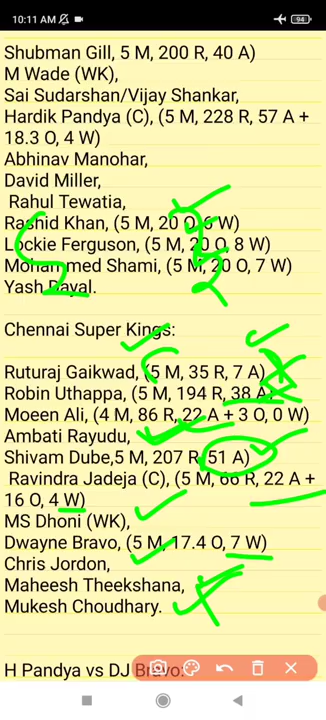 10:11 AM
94
Shubman Gill, 5 M, 200 R, 40 A)
M Wade (WK),
Sai Sudarshan/Vijay Shankar,
Hardik Pandya (C), (5 M, 228 R, 57 A +
18.3 O, 4 W)
Abhinav Manohar,
David Miller,
Rahul Tewatia,
Rashid Khan, (5 M, 20 O, 6 W)
Lockie Ferguson, (5 M, 20 O, 8 W)
Mohammed Shami, (5 M, 20 O, 7 W)
Yash Dayal.
Chennai Super Kings:
Ruturaj Gaikwad, (5 M, 35 R, 7 A)
Robin Uthappa, (5 M, 194 R, 38 A)
Moeen Ali, (4 M, 86 R, 22 A + 3 O, 0 W)
Ambati Rayudu,
Shivam Dube,5 M, 207 R, 51 A)
Ravindra Jadeja (C), (5 M, 66 R, 22 A +
16 O, 4 W)
MS Dhoni (WK),
Dwayne Bravo, (5 M, 17.4 O, 7 W)
Chris Jordon,
Maheesh Theekshana,
Mukesh Choudhary.
H Pandya vs DJ Bravo: